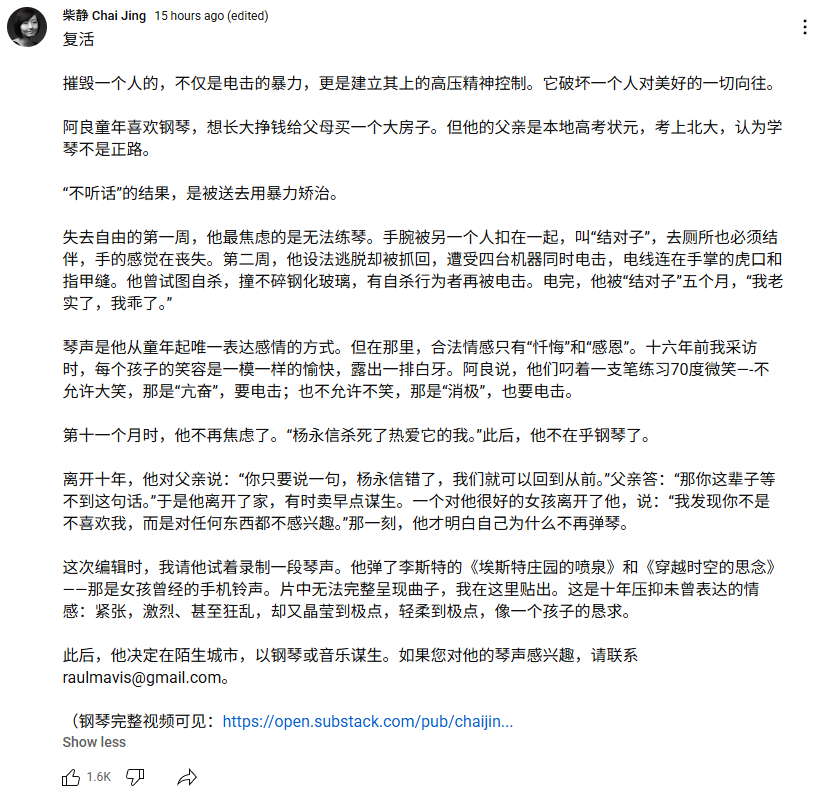 柴静 Chai Jing 15 hours ago (edited)
复活
摧毁一个人的，不仅是电击的暴力，更是建立其上的高压精神控制。它破坏一个人对美好的一切向往。
阿良童年喜欢钢琴，想长大挣钱给父母买一个大房子。但他的父亲是本地高考状元，考上北大，认为学
琴不是正路。
“不听话”的结果，是被送去用暴力矫治。
失去自由的第一周，他最焦虑的是无法练琴。手腕被另一个人扣在一起，叫“结对子”，去厕所也必须结
伴，手的感觉在丧失。第二周，他设法逃脱却被抓回，遭受四台机器同时电击，电线连在手掌的虎口和
指甲缝。他曾试图自杀，撞不碎钢化玻璃，有自杀行为者再被电击。电完，他被“结对子”五个月，“我老
实了，我乖了。”
琴声是他从童年起唯一表达感情的方式。但在那里，合法情感只有“忏悔”和“感恩”。十六年前我采访
时，每个孩子的笑容是一模一样的愉快，露出一排白牙。阿良说，他们叼着一支笔练习70度微笑—-不
允许大笑，那是“亢奋”，要电击；也不允许不笑，那是“消极”，也要电击。
第十一个月时，他不再焦虑了。“杨永信杀死了热爱它的我。”此后，他不在乎钢琴了。
离开十年，他对父亲说：“你只要说一句，杨永信错了，我们就可以回到从前。”父亲答：“那你这辈子等
不到这句话。”于是他离开了家，有时卖早点谋生。一个对他很好的女孩离开了他，说：“我发现你不是
不喜欢我，而是对任何东西都不感兴趣。”那一刻，他才明白自己为什么不再弹琴。
这次编辑时，我请他试着录制一段琴声。他弹了李斯特的《埃斯特庄园的喷泉》和《穿越时空的思念》
——那是女孩曾经的手机铃声。片中无法完整呈现曲子，我在这里贴出。这是十年压抑未曾表达的情
感：紧张，激烈、甚至狂乱，却又晶莹到极点，轻柔到极点，像一个孩子的恳求。
此后，他决定在陌生城市，以钢琴或音乐谋生。如果您对他的琴声感兴趣，请联系
raulmavis@gmail.com。
（钢琴完整视频可见：https://open.substack.com/pub/chaijin...
Show less
1.6K